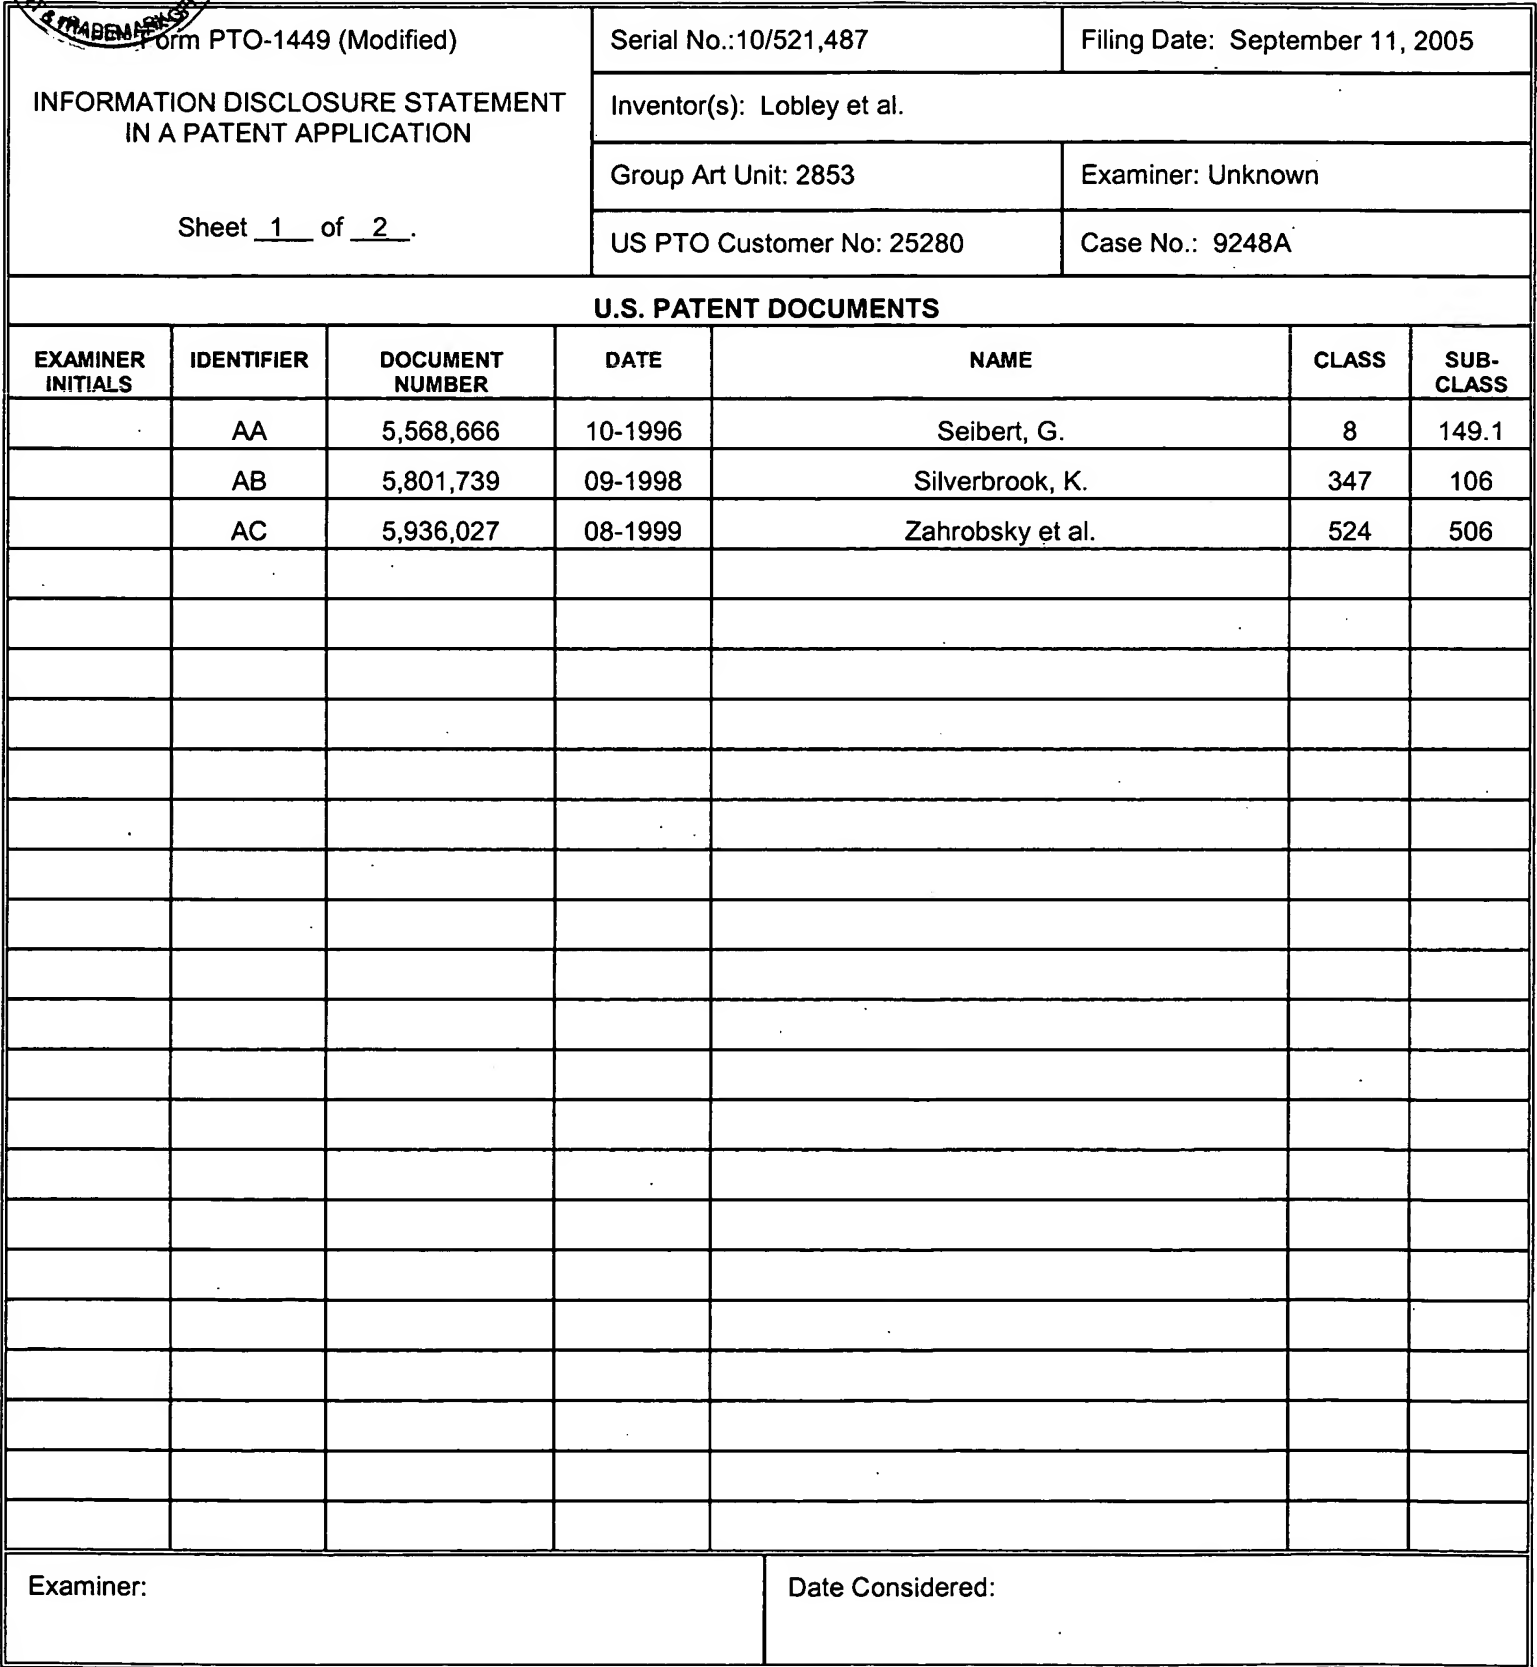 & TRADEMARK
Form PTO-1449 (Modified)
INFORMATION DISCLOSURE STATEMENT
IN A PATENT APPLICATION
Sheet 1 of 2 .
Serial No.:10/521,487
Filing Date: September 11, 2005
Inventor(s): Lobley et al.
Group Art Unit: 2853
Examiner: Unknown
US PTO Customer No: 25280
Case No.: 9248A
U.S. PATENT DOCUMENTS
EXAMINER INITIALS IDENTIFIER DOCUMENT NUMBER DATE NAME CLASS SUB-CLASS
AA 5,568,666 10-1996 Seibert, G. 8 149.1
AB 5,801,739 09-1998 Silverbrook, K. 347 106
AC 5,936,027 08-1999 Zahrobsky et al. 524 506
Examiner:
Date Considered: